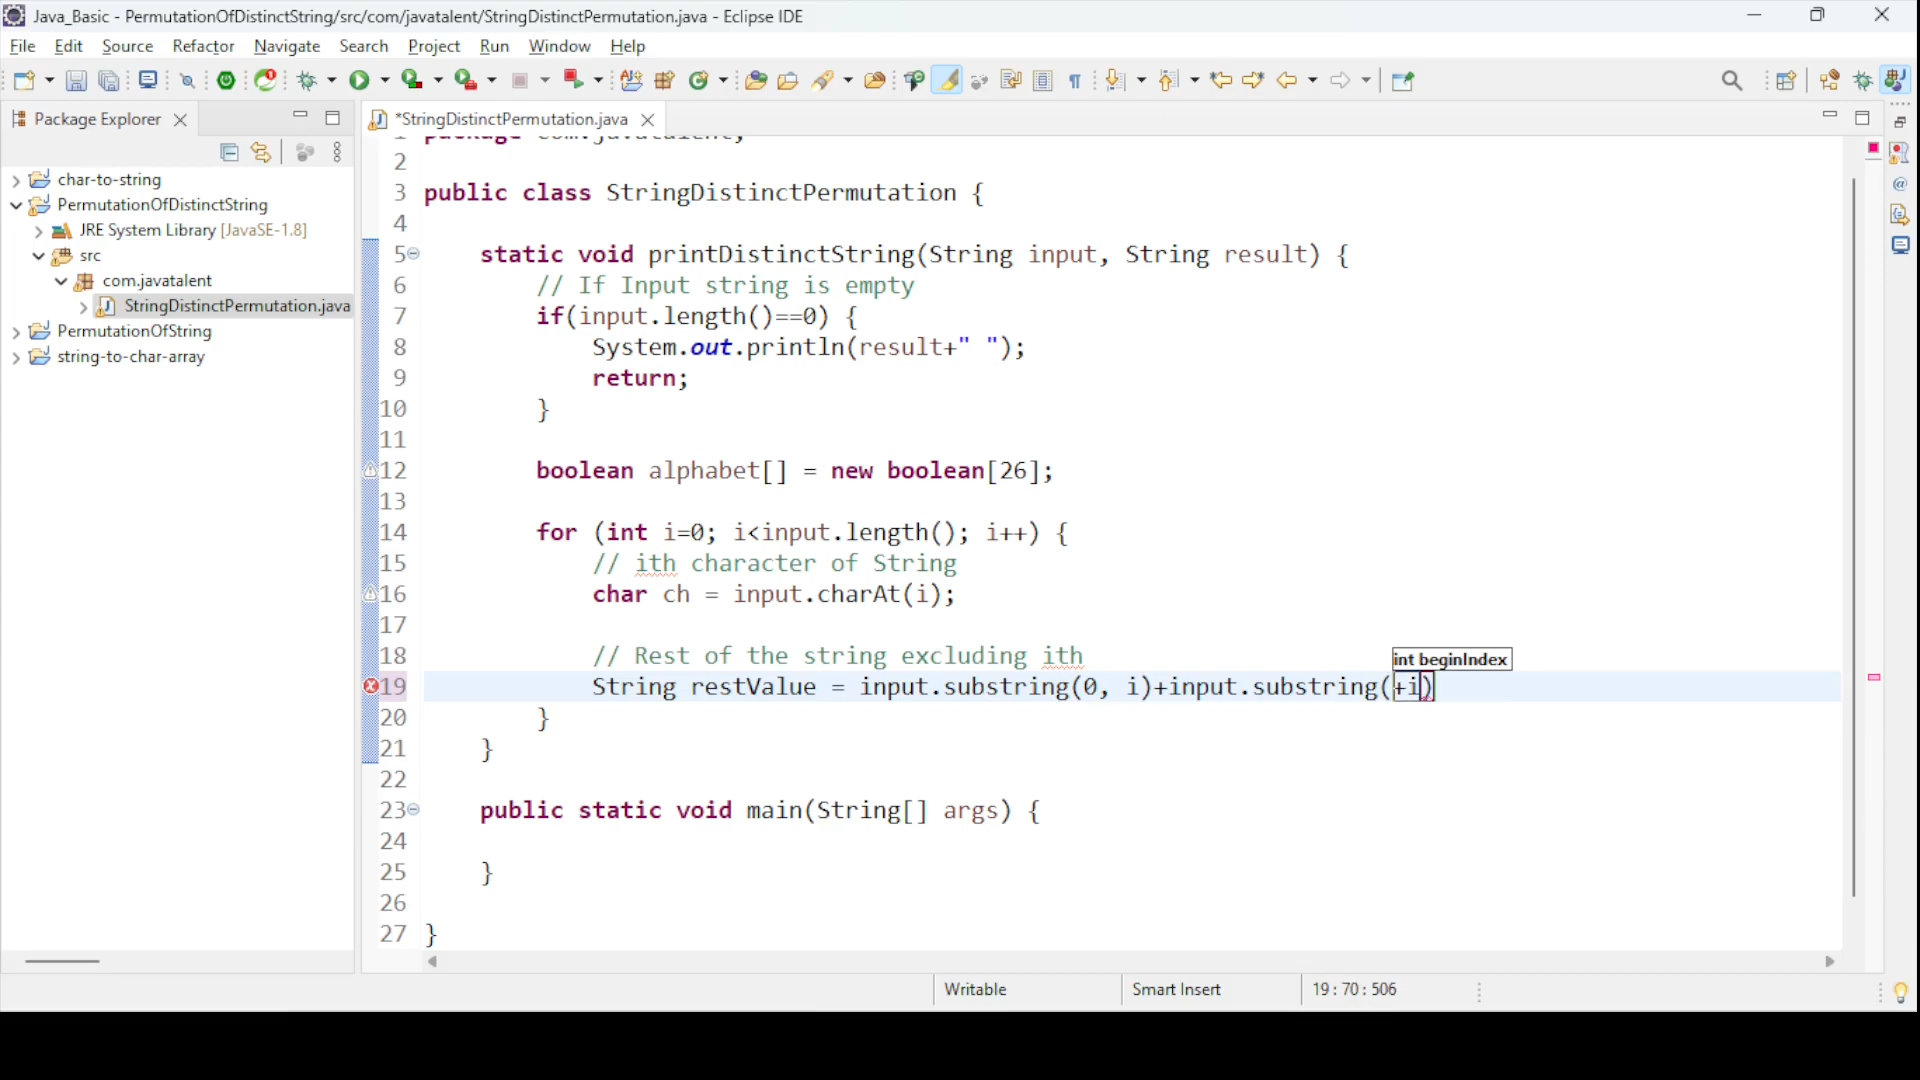 Java_Basic - PermutationOfDistinctString/src/com/javatalent/StringDistinctPermutation.java - Eclipse IDE
File Edit Source Refactor Navigate Search Project Run Window Help
Package Explorer
*StringDistinctPermutation.java
char-to-string
PermutationOfDistinctString
JRE System Library [JavaSE-1.8]
src
com.javatalent
StringDistinctPermutation.java
PermutationOfString
string-to-char-array
1 package com.javatalent;
2
3 public class StringDistinctPermutation {
4
5 static void printDistinctString(String input, String result) {
6 // If Input string is empty
7 if(input.length()==0) {
8 System.out.println(result+" ");
9 return;
10 }
11
12 boolean alphabet[] = new boolean[26];
13
14 for (int i=0; i<input.length(); i++) {
15 // ith character of String
16 char ch = input.charAt(i);
17
18 // Rest of the string excluding ith
int beginIndex
19 String restValue = input.substring(0, i)+input.substring(+i)
20 }
21 }
22
23 public static void main(String[] args) {
24
25 }
26
27 }
Writable Smart Insert 19 : 70 : 506